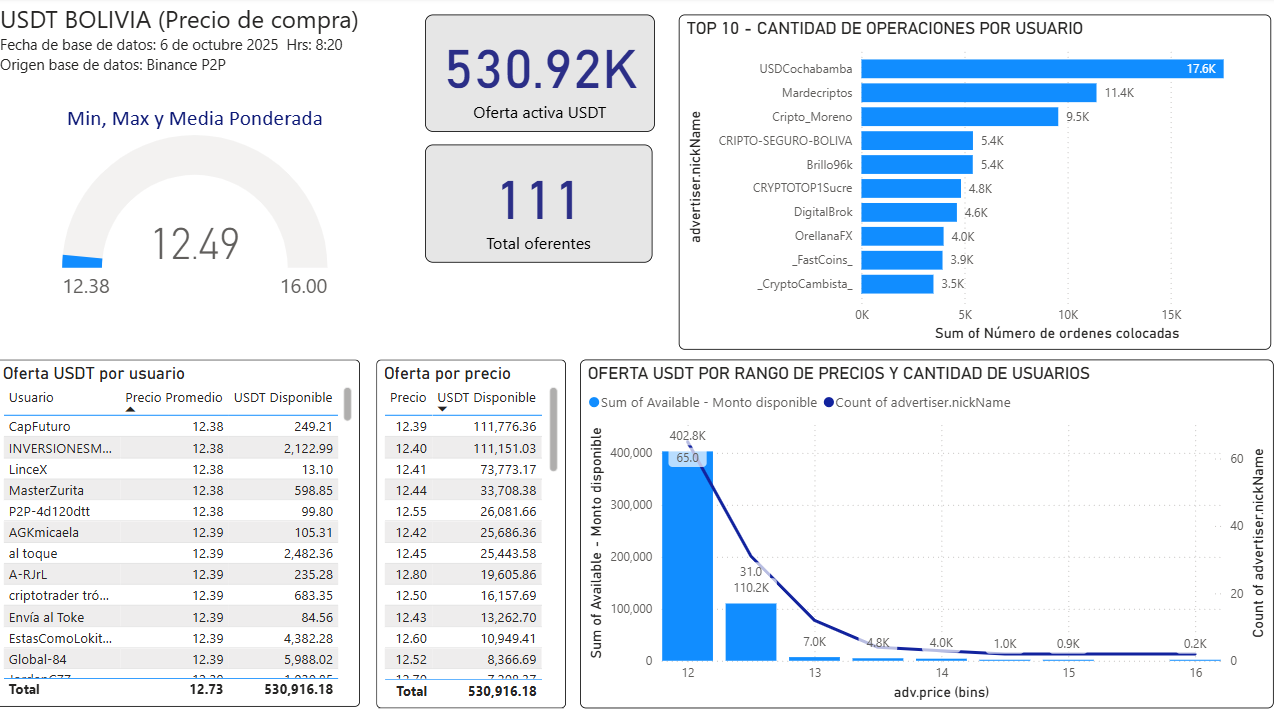 USDT BOLIVIA (Precio de compra)
Fecha de base de datos: 6 de octubre 2025 Hrs: 8:20
Origen base de datos: Binance P2P
Min, Max y Media Ponderada
12.49
12.38
16.00
530.92K
Oferta activa USDT
111
Total oferentes
TOP 10 - CANTIDAD DE OPERACIONES POR USUARIO
advertiser.nickName
USDCochabamba 17.6K
Mardecriptos 11.4K
Cripto_Moreno 9.5K
CRIPTO-SEGURO-BOLIVA 5.4K
Brillo96k 5.4K
CRYPTOTOP1Sucre 4.8K
DigitalBrok 4.6K
OrellanaFX 4.0K
_FastCoins_ 3.9K
_CryptoCambista_ 3.5K
0K 5K 10K 15K
Sum of Número de ordenes colocadas
Oferta USDT por usuario
Usuario Precio Promedio USDT Disponible
CapFuturo 12.38 249.21
INVERSIONESM... 12.38 2,122.99
LinceX 12.38 13.10
MasterZurita 12.38 598.85
P2P-4d120dtt 12.38 99.80
AGKmicaela 12.39 105.31
al toque 12.39 2,482.36
A-RJrL 12.39 235.28
criptotrader tró... 12.39 683.35
Envía al Toke 12.39 84.56
EstasComoLokit... 12.39 4,382.28
Global-84 12.39 5,988.02
Total 12.73 530,916.18
Oferta por precio
Precio USDT Disponible
12.39 111,776.36
12.40 111,151.03
12.41 73,773.17
12.44 33,708.38
12.55 26,081.66
12.42 25,686.36
12.45 25,443.58
12.80 19,605.86
12.50 16,157.69
12.43 13,262.70
12.60 10,949.41
12.52 8,366.69
Total 530,916.18
OFERTA USDT POR RANGO DE PRECIOS Y CANTIDAD DE USUARIOS
Sum of Available - Monto disponible Count of advertiser.nickName
Sum of Available - Monto disponible
400,000
300,000
200,000
100,000
0
402.8K
65.0
31.0
110.2K
7.0K
4.8K
4.0K
1.0K
0.9K
0.2K
60
40
20
0
Count of advertiser.nickName
12 13 14 15 16
adv.price (bins)